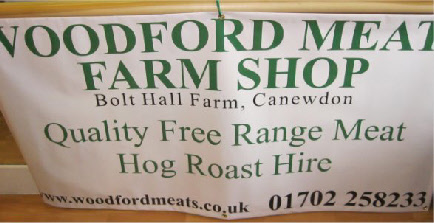 WOODFORD MEAT
FARM SHOP
Bolt Hall Farm, Canewdon
Quality Free Range Meat
Hog Roast Hire
www.woodfordmeats.co.uk 01702 258233